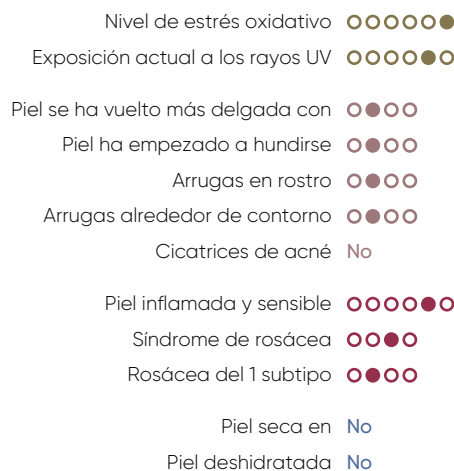 Nivel de estrés oxidativo
Exposición actual a los rayos UV
Piel se ha vuelto más delgada con
Piel ha empezado a hundirse
Arrugas en rostro
Arrugas alrededor de contorno
Cicatrices de acné No
Piel inflamada y sensible
Síndrome de rosácea
Rosácea del 1 subtipo
Piel seca en No
Piel deshidratada No